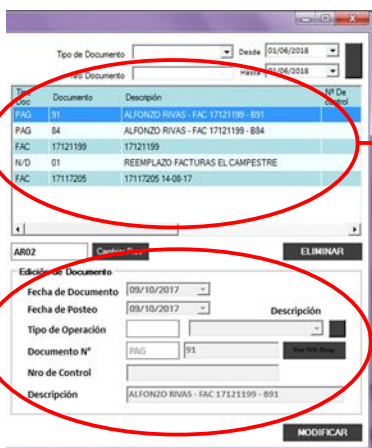 Tipo de Documento Desde 01/06/2018
Nro Documento Hasta 01/06/2018
Tipo Doc Documento Descripión Nº De control
PAG 91 ALFONZO RIVAS - FAC 17121199 - B91
PAG 84 ALFONZO RIVAS - FAC 17121199 - B84
FAC 17121199 17121199
N/D 01 REEMPLAZO FACTURAS EL CAMPESTRE
FAC 17117205 17117205 14-08-17
AR02 ELIMINAR
Edición de Documento
Fecha de Documento 09/10/2017
Fecha de Posteo 09/10/2017 Descripción
Tipo de Operación
Documento Nº PAG 91
Nro de Control
Descripción ALFONZO RIVAS - FAC 17121199 - B91
MODIFICAR